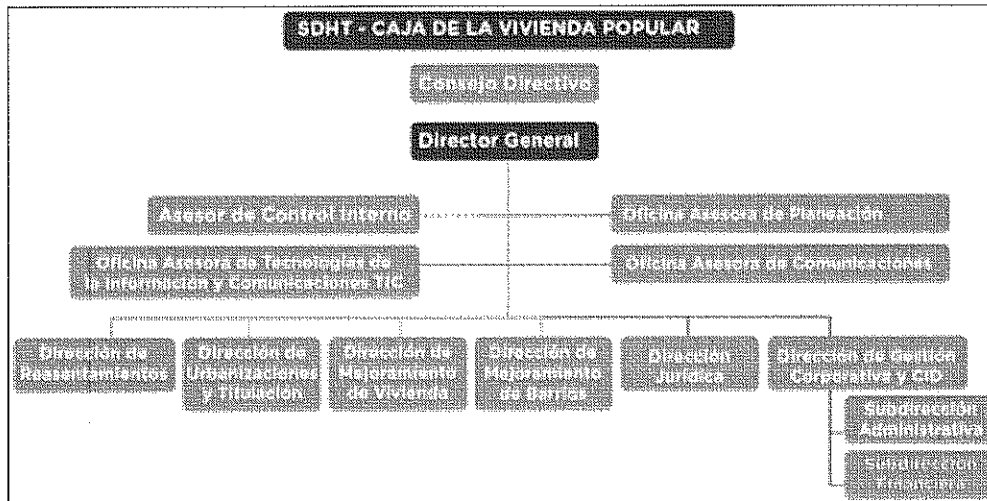 SDHT - CAJA DE LA VIVIENDA POPULAR
Consejo Directivo
Director General
Asesor de Control Interno
Oficina Asesora de Planeación
Oficina Asesora de Tecnologías de
la Información y Comunicaciones TIC
Oficina Asesora de Comunicaciones
Dirección de
Reasentamientos
Dirección de
Urbanizaciones
y Titulación
Dirección de
Mejoramiento
de Vivienda
Dirección de
Mejoramiento
de Barrios
Dirección
Jurídica
Dirección de Gestión
Corporativa y CID
Subdirección
Administrativa
Subdirección
Financiera